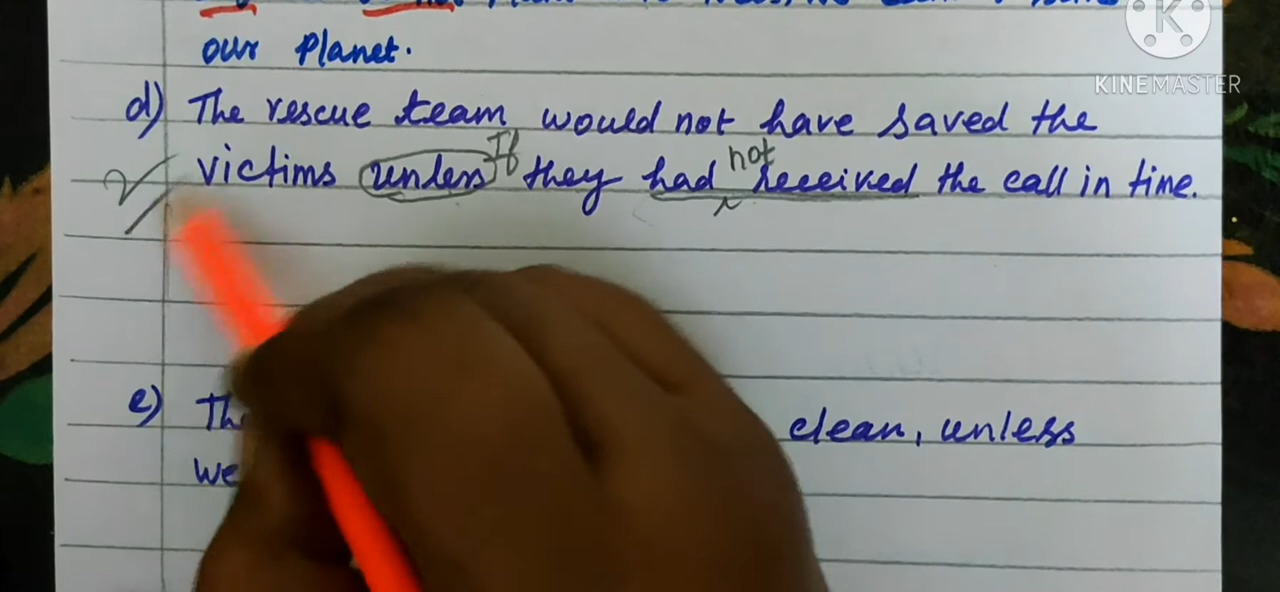 our Planet.
K
KINEMASTER
d) The rescue team would not have saved the
If not
victims unless they had received the call in time.
e) clean, unless
we